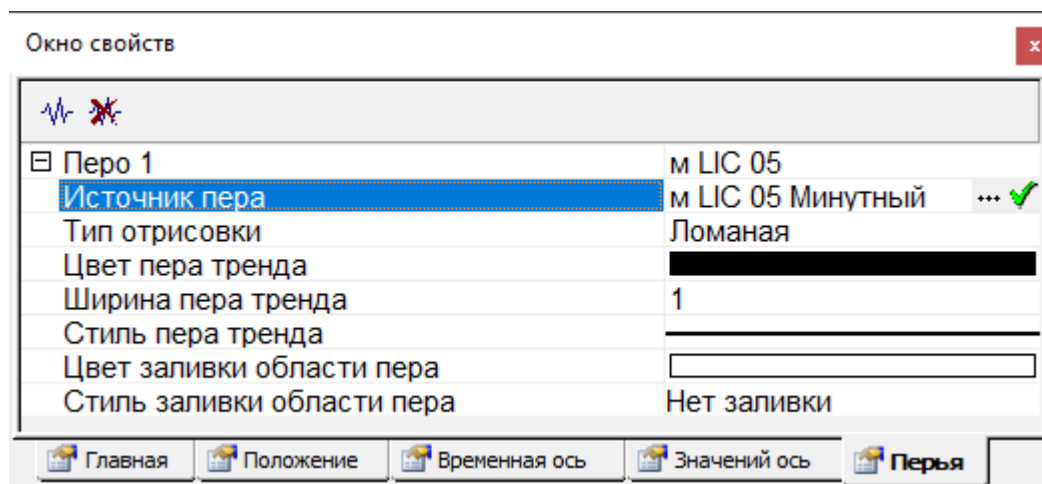 Окно свойств
x
Перо 1 м LIC 05
Источник пера м LIC 05 Минутный ...
Тип отрисовки Ломаная
Цвет пера тренда
Ширина пера тренда 1
Стиль пера тренда
Цвет заливки области пера
Стиль заливки области пера Нет заливки
Главная Положение Временная ось Значений ось Перья